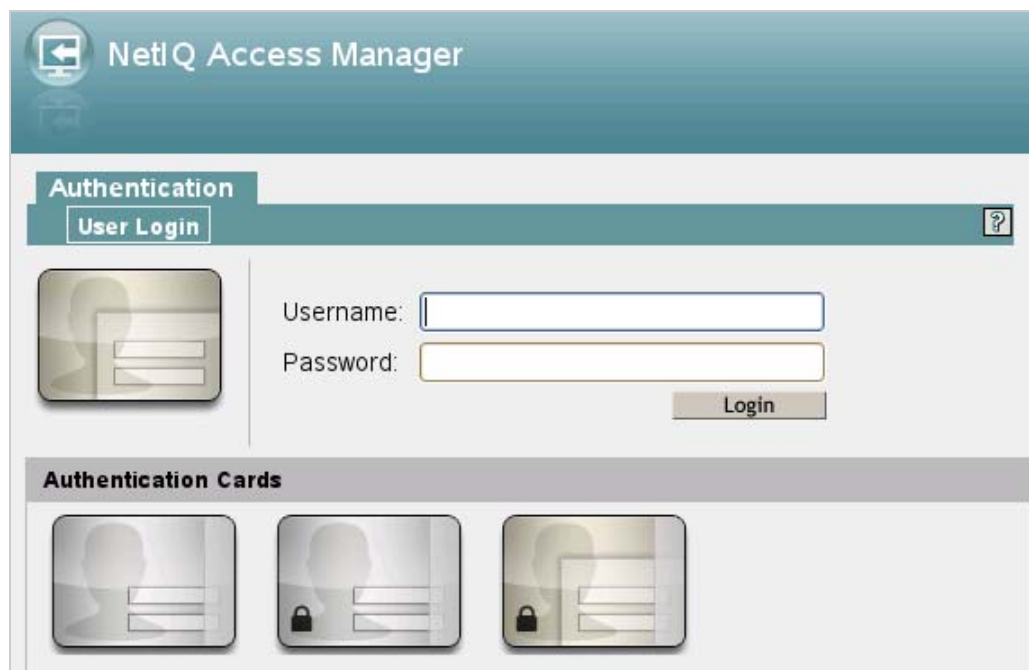 NetIQ Access Manager
Authentication
User Login
?
Username:
Password:
Login
Authentication Cards